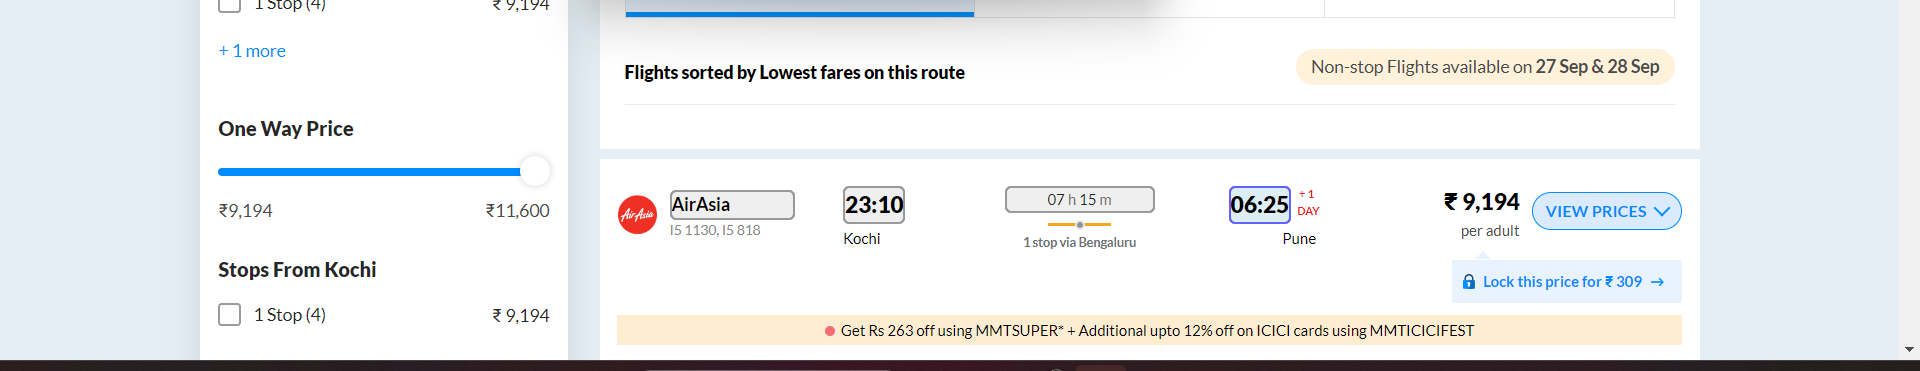 1 Stop (4) ₹ 9,194
+ 1 more
One Way Price
₹9,194 ₹11,600
Stops From Kochi
1 Stop (4) ₹ 9,194
Flights sorted by Lowest fares on this route
Non-stop Flights available on 27 Sep & 28 Sep
AirAsia
AirAsia
I5 1130, I5 818
23:10
Kochi
07 h 15 m
1 stop via Bengaluru
06:25
+ 1
DAY
Pune
₹ 9,194
per adult
VIEW PRICES
Lock this price for ₹ 309 →
Get Rs 263 off using MMTSUPER* + Additional upto 12% off on ICICI cards using MMTICICIFEST